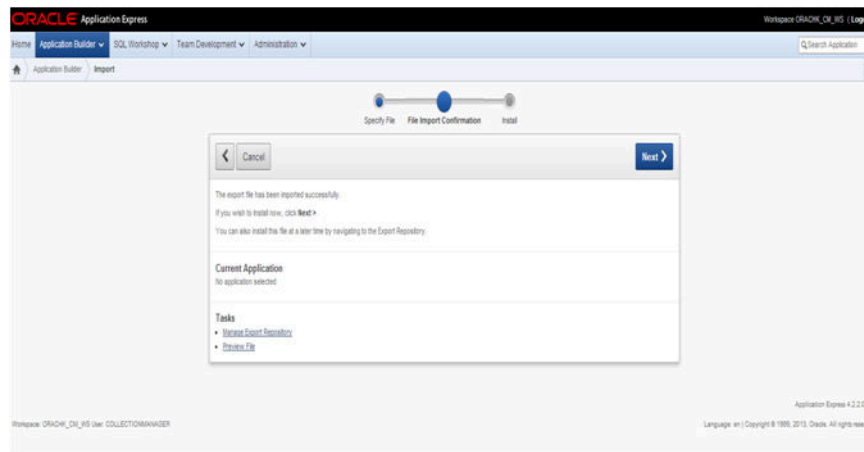 ORACLE Application Express
Workspace ORACHK_CM_WS (Logo
Home Application Builder SQL Workshop Team Development Administration
Search Application
Application Builder Import
Specify File File Import Confirmation Install
Cancel
Next >
The export file has been imported successfully.
If you wish to install now, click Next >
You can also install this file at a later time by navigating to the Export Repository.
Current Application
No application selected
Tasks
• Manage Export Repository
• Preview File
Application Express 4.2.2.0
Workspace: ORACHK_CM_WS User: COLLECTIONMANAGER
Language: en | Copyright © 1999, 2013, Oracle. All rights rese